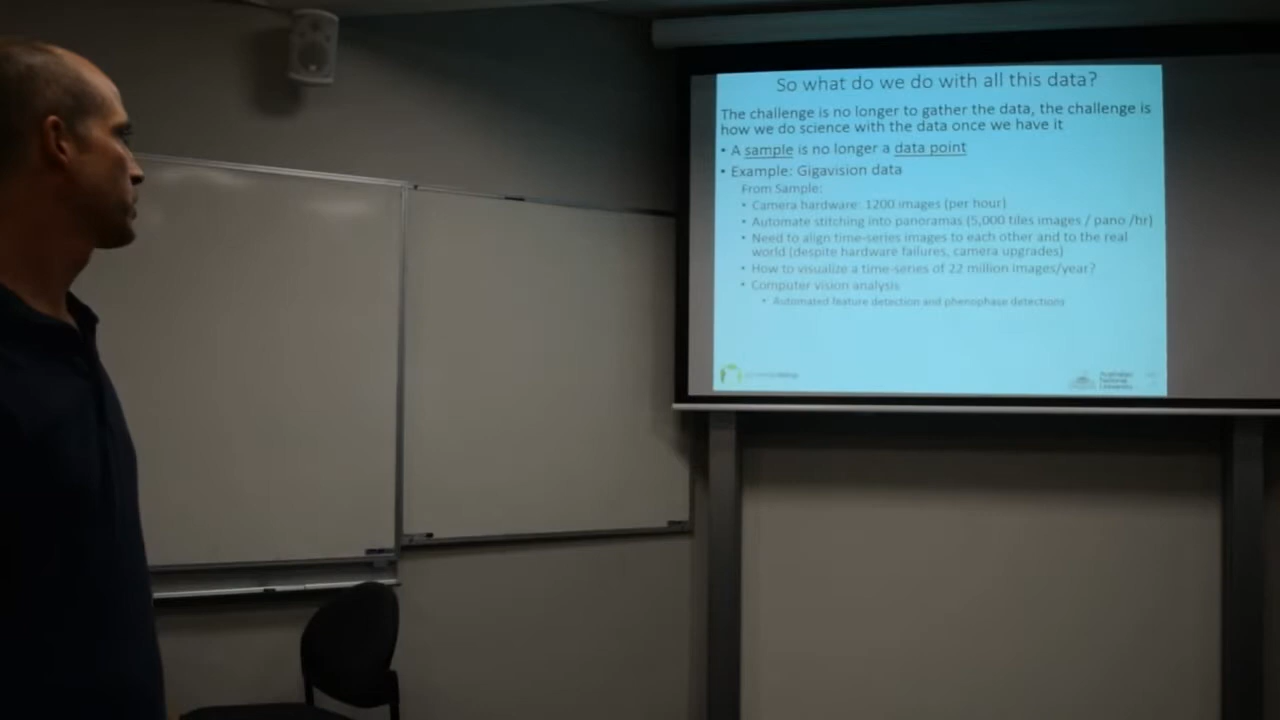 So what do we do with all this data?
The challenge is no longer to gather the data, the challenge is
how we do science with the data once we have it
• A sample is no longer a data point
• Example: Gigavision data
From Sample:
• Camera hardware: 1200 images (per hour)
• Automate stitching into panoramas (5,000 tiles images / pano /hr)
• Need to align time-series images to each other and to the real
world (despite hardware failures, camera upgrades)
• How to visualize a time-series of 22 million images/year?
• Computer vision analysis
• Automated feature detection and phenophase detections
Australian
National
University